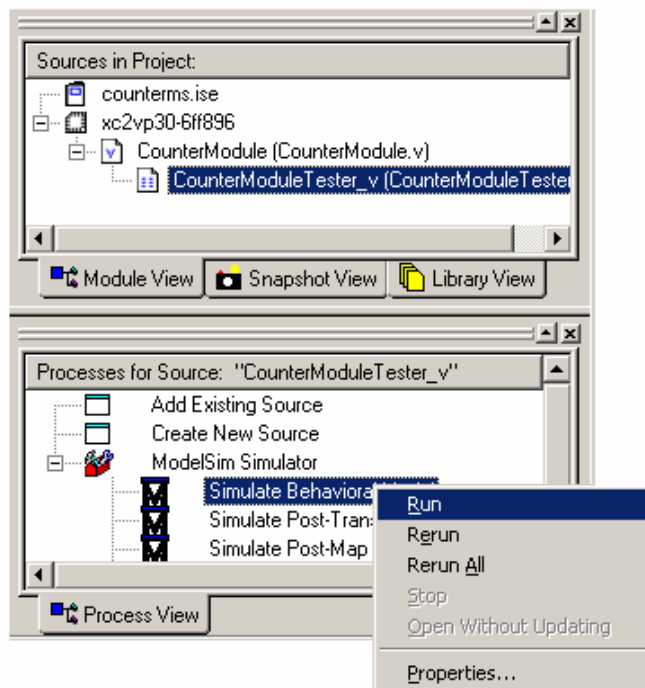 Sources in Project:
counterms.ise
xc2vp30-6ff896
CounterModule (CounterModule.v)
CounterModuleTester_v (CounterModuleTester
Module View Snapshot View Library View
Processes for Source: "CounterModuleTester_v"
Add Existing Source
Create New Source
ModelSim Simulator
Simulate Behavioral
Simulate Post-Trans
Simulate Post-Map
Process View
Run
Rerun
Rerun All
Stop
Open Without Updating
Properties...